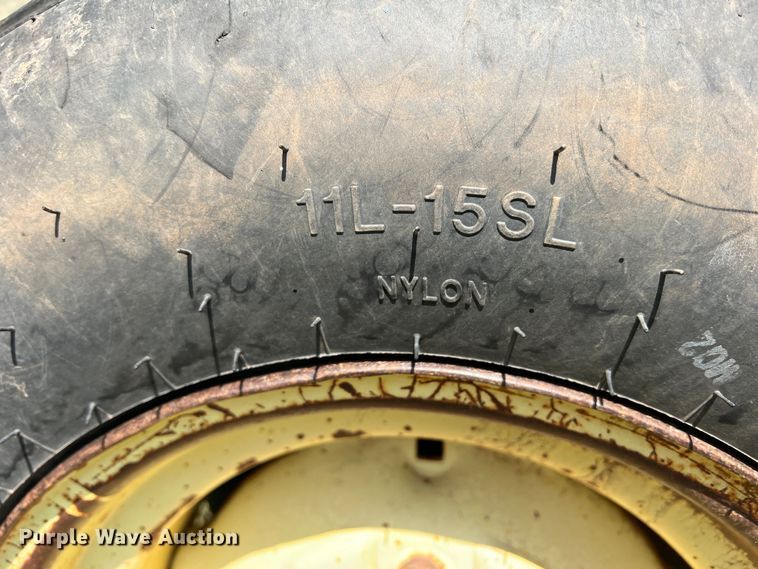 11L-15SL
NYLON
Purple Wave Auction